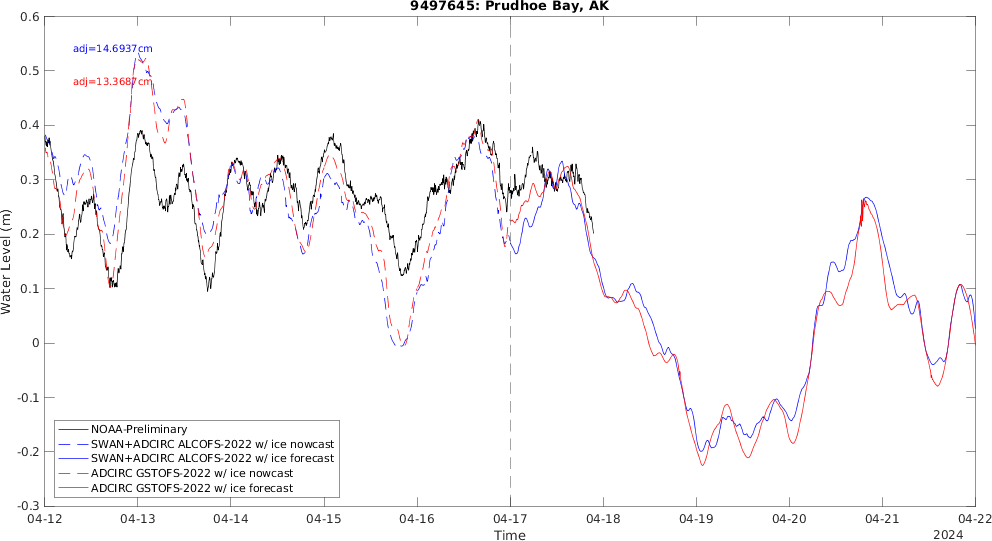 9497645: Prudhoe Bay, AK
adj=14.6937cm
adj=13.3687cm
0.6
0.5
0.4
0.3
0.2
0.1
0
-0.1
-0.2
-0.3
Water Level (m)
NOAA-Preliminary
SWAN+ADCIRC ALCOFS-2022 w/ ice nowcast
SWAN+ADCIRC ALCOFS-2022 w/ ice forecast
ADCIRC GSTOFS-2022 w/ ice nowcast
ADCIRC GSTOFS-2022 w/ ice forecast
04-12 04-13 04-14 04-15 04-16 04-17 04-18 04-19 04-20 04-21 04-22
Time
2024